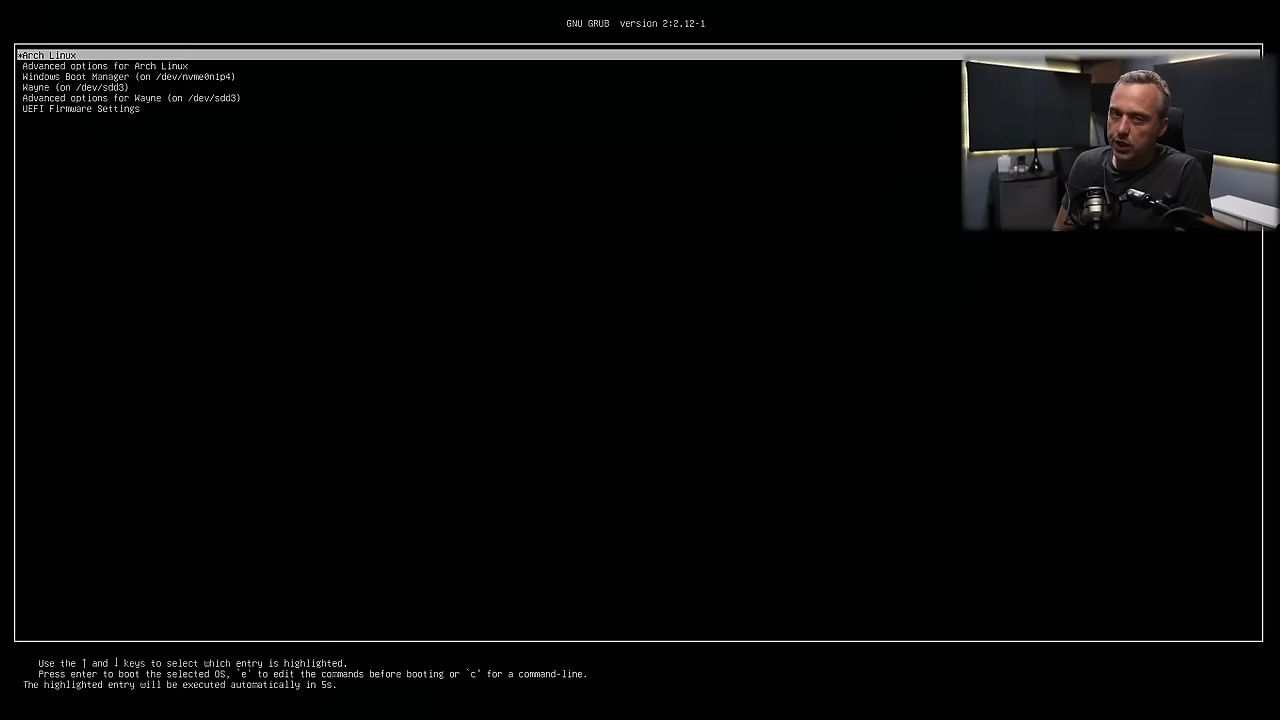 GNU GRUB version 2:2.12-1
*Arch Linux
Advanced options for Arch Linux
Windows Boot Manager (on /dev/nvme0n1p4)
Wayne (on /dev/sdd3)
Advanced options for Wayne (on /dev/sdd3)
UEFI Firmware Settings
Use the ↑ and ↓ keys to select which entry is highlighted.
Press enter to boot the selected OS, `e' to edit the commands before booting or `c' for a command-line.
The highlighted entry will be executed automatically in 5s.